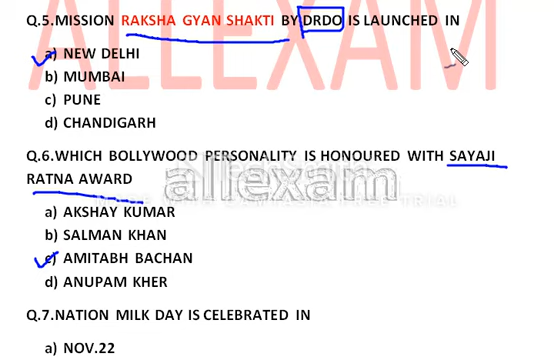 Q.5.MISSION RAKSHA GYAN SHAKTI BY DRDO IS LAUNCHED IN
a) NEW DELHI
b) MUMBAI
c) PUNE
d) CHANDIGARH
Q.6.WHICH BOLLYWOOD PERSONALITY IS HONOURED WITH SAYAJI
RATNA AWARD
a) AKSHAY KUMAR
b) SALMAN KHAN
c) AMITABH BACHAN
d) ANUPAM KHER
Q.7.NATION MILK DAY IS CELEBRATED IN
a) NOV.22
ALLEXAM
allexam